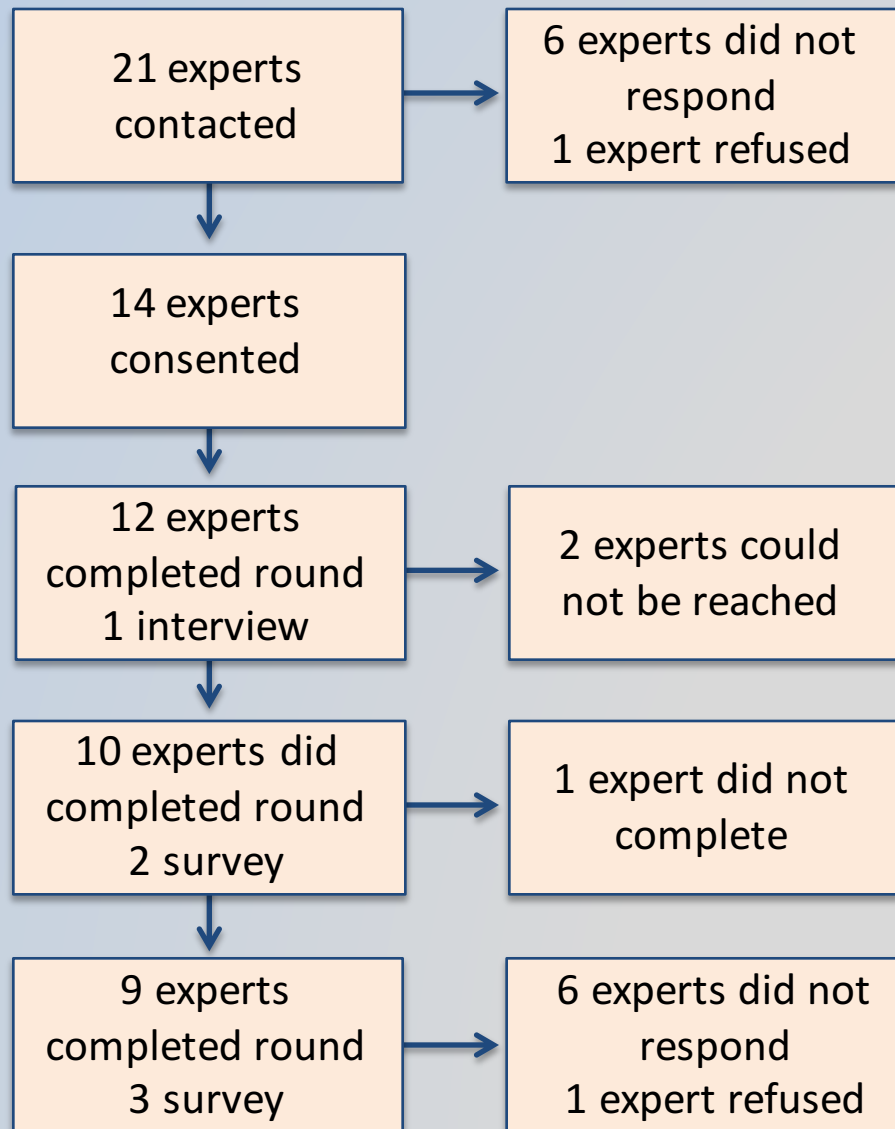 21 experts
contacted
6 experts did not
respond
1 expert refused
14 experts
consented
12 experts
completed round
1 interview
2 experts could
not be reached
10 experts did
completed round
2 survey
1 expert did not
complete
9 experts
completed round
3 survey
6 experts did not
respond
1 expert refused